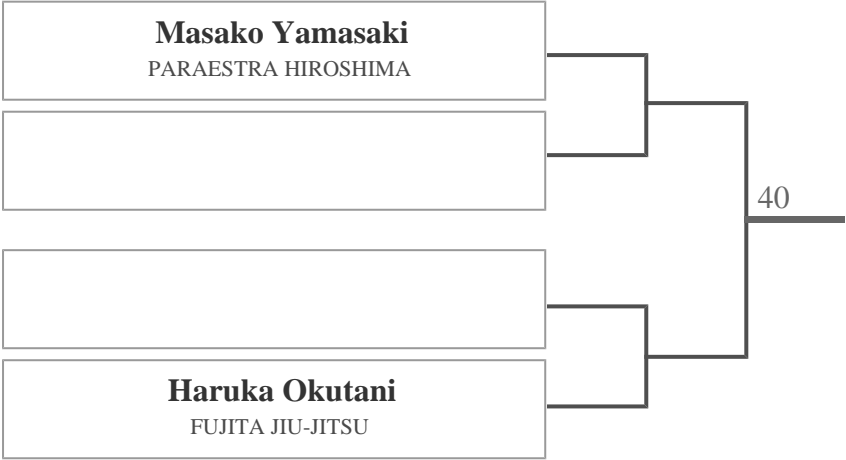 Masako Yamasaki
PARAESTRA HIROSHIMA
40
Haruka Okutani
FUJITA JIU-JITSU